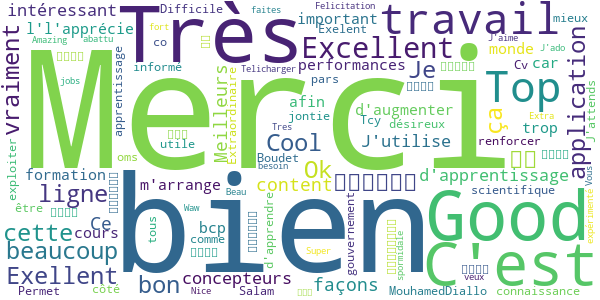 intéressant
Très
Difficile
Felicitation
faites
important
Exelent
travail
mieux
J'aime
monde
J'ado
Amazing
abattu
l'l'apprécie
co
fort
Excellent
vraiment
jobs
apprentissage
informé
Telicharger
performances
pars
Je
Cv
car
application
ça
Merci
Meilleurs
Extraordinaire
afin
jontie
d'augmenter
Tcy
désireux
Top
trop
Extra
J'attends
utile
Tres
Cool
J'utilise
renforcer
oms
Boudet
besoin
Ok
exploiter
formation
ligne
m'arrange
Beau
content
d'apprentissage
scientifique
Vous
expérimenté
être
bien
Ce
tous
comme
d'apprendre
gouvernement
Good
cette
cours
bcp
Waw
façons
beaucoup
C'est
Super
spormidaie
Exellent
bon
concepteurs
veux
Permet
côté
Nice
Salam
MouhamedDiallo
connaissance